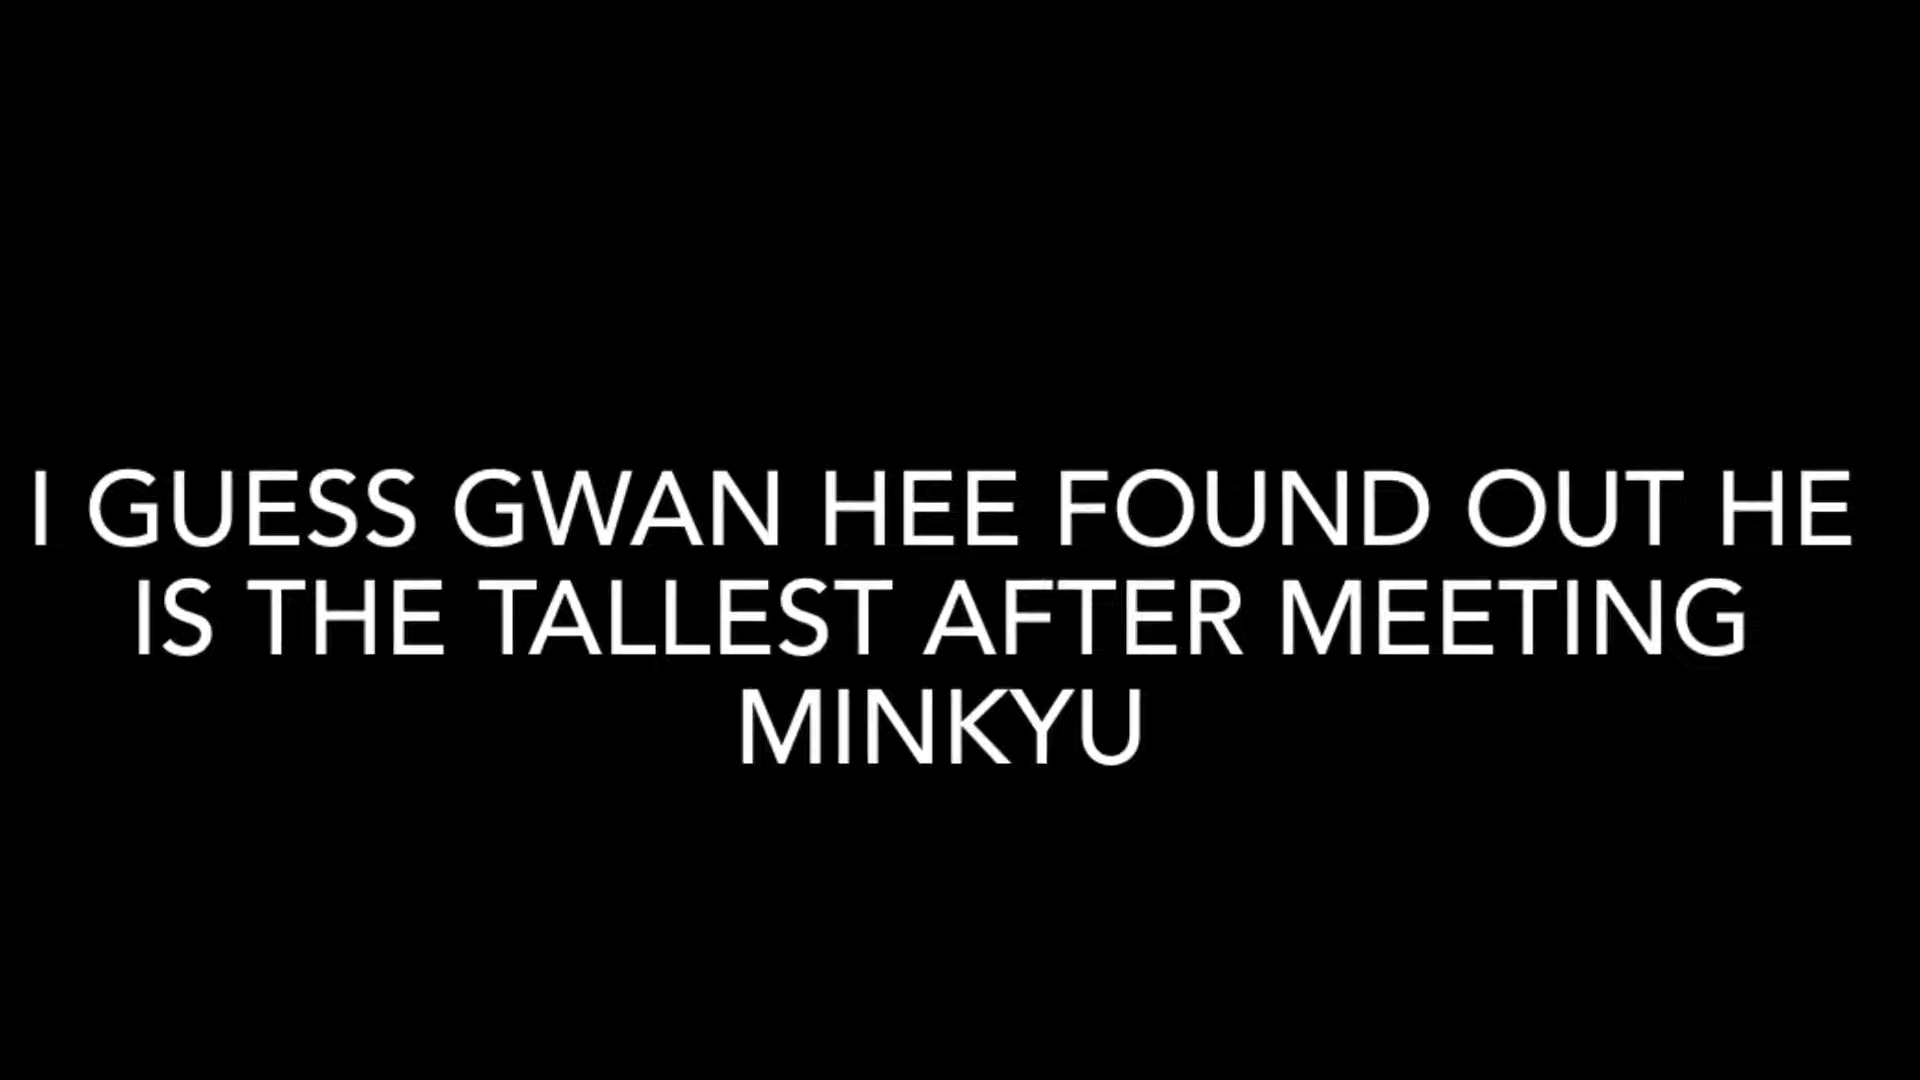 I GUESS GWAN HEE FOUND OUT HE
IS THE TALLEST AFTER MEETING
MINKYU